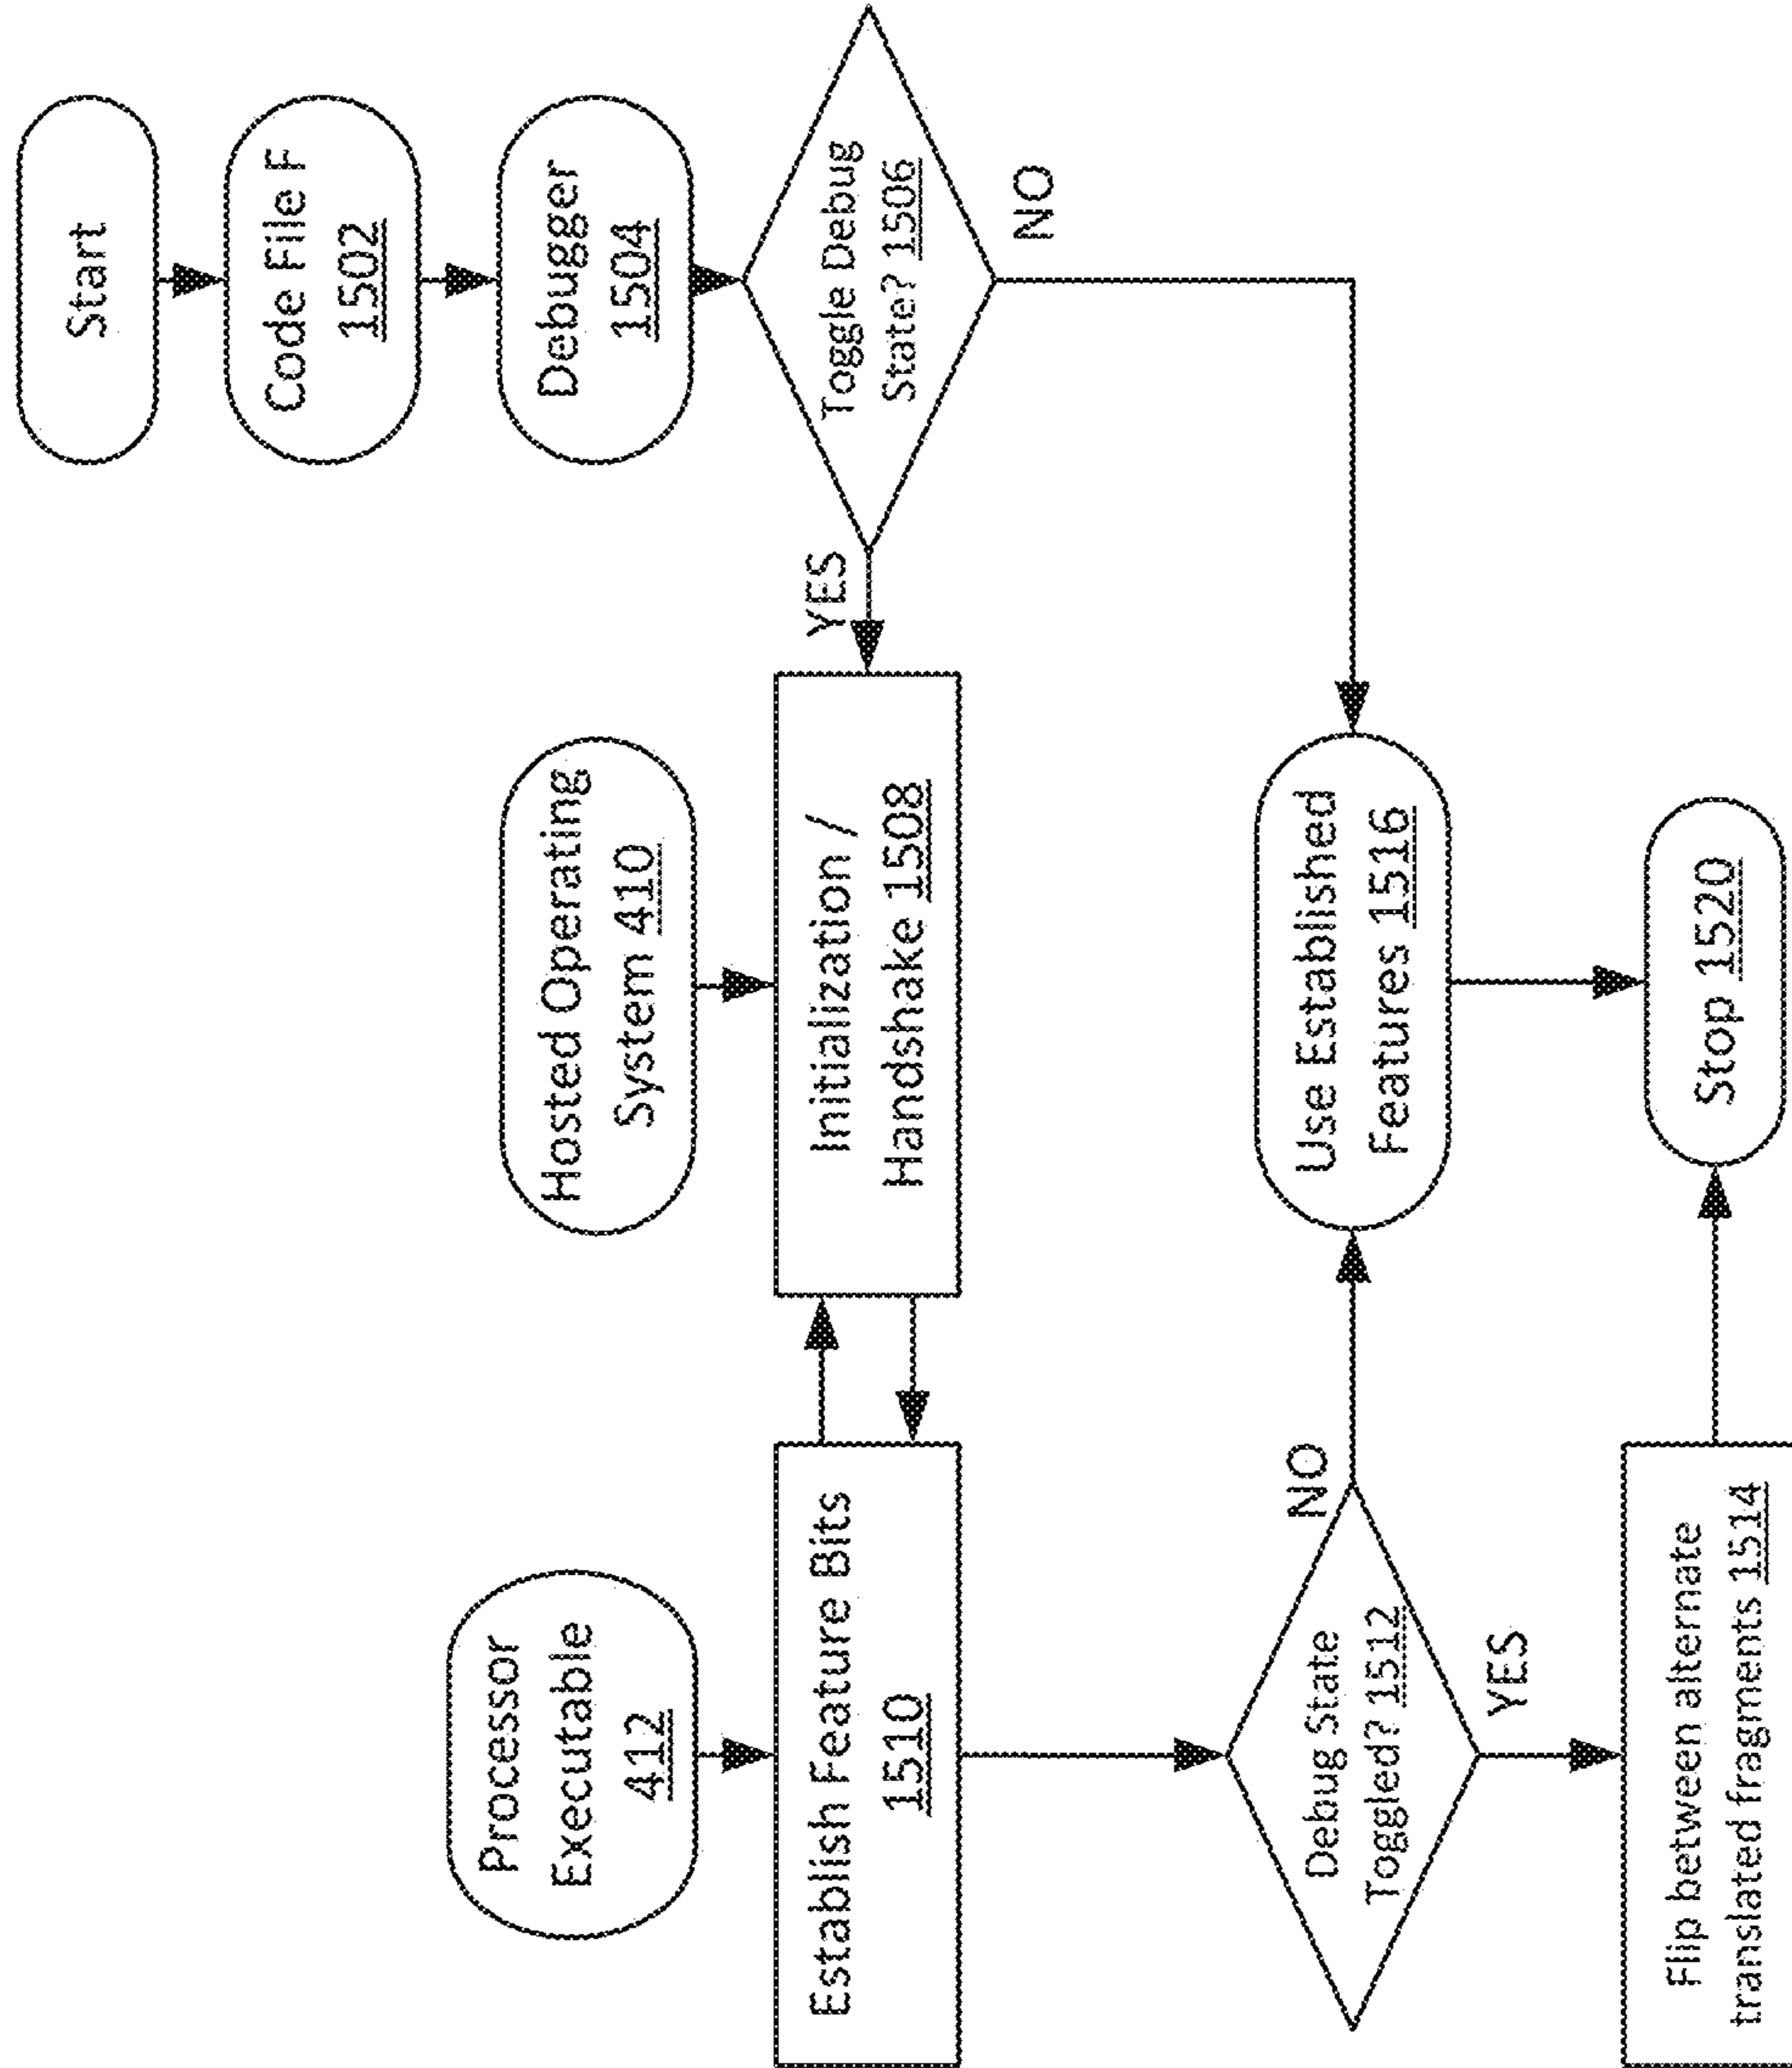 Start
Code File F
1502
Debugger
1504
Toggle Debug
State? 1506
YES
NO
Hosted Operating
System 410
Initialization /
Handshake 1508
Processor
Executable
412
Establish Feature Bits
1510
Debug State
Toggled? 1512
NO
YES
Use Established
Features 1516
Flip between alternate
translated fragments 1514
Stop 1520